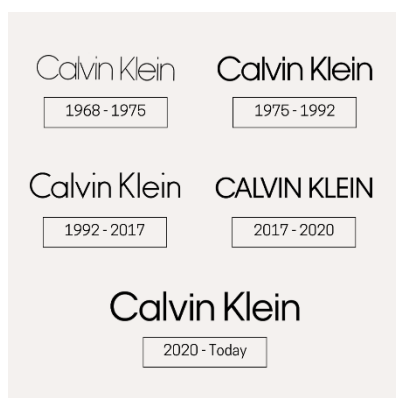 Calvin Klein
1968 - 1975
Calvin Klein
1975 - 1992
Calvin Klein
1992 - 2017
CALVIN KLEIN
2017 - 2020
Calvin Klein
2020 - Today